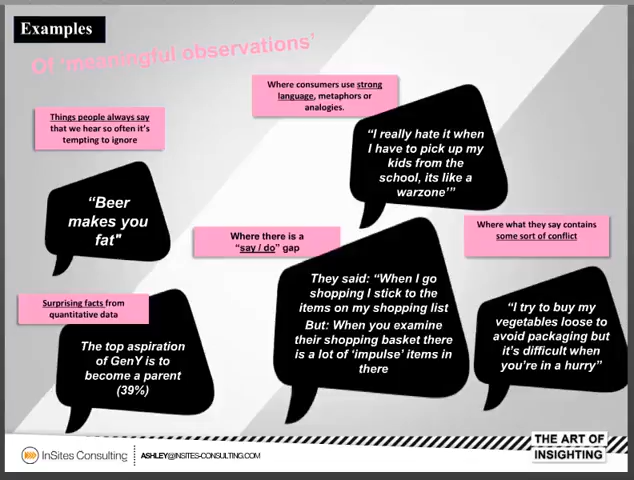 Examples
Of 'meaningful observations'
Where consumers use strong
language, metaphors or
analogies.
Things people always say
that we hear so often it's
tempting to ignore
"I really hate it when
I have to pick up my
kids from the
school, its like a
warzone'"
"Beer
makes you
fat"
Where there is a
"say / do" gap
Where what they say contains
some sort of conflict
They said: "When I go
shopping I stick to the
items on my shopping list
But: When you examine
their shopping basket there
is a lot of 'impulse' items in
there
Surprising facts from
quantitative data
The top aspiration
of GenY is to
become a parent
(39%)
"I try to buy my
vegetables loose to
avoid packaging but
it's difficult when
you're in a hurry"
InSites Consulting
ASHLEY@INSITES-CONSULTING.COM
THE ART OF
INSIGHTING